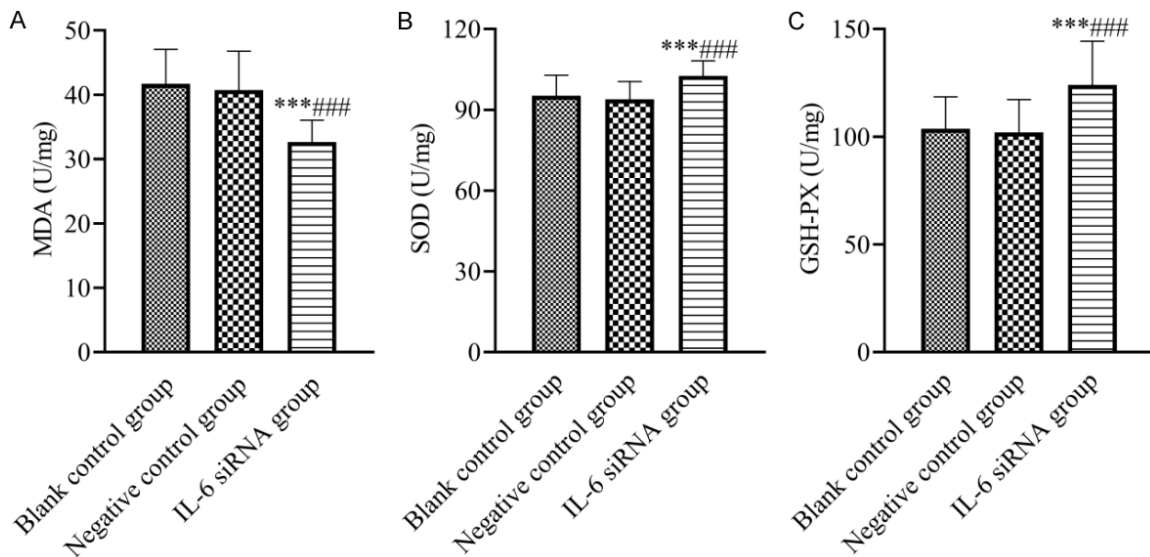 A
MDA (U/mg)
50
40
30
20
10
0
***###
Blank control group
Negative control group
IL-6 siRNA group
B
SOD (U/mg)
120
90
60
30
0
***###
Blank control group
Negative control group
IL-6 siRNA group
C
GSH-PX (U/mg)
150
100
50
0
***###
Blank control group
Negative control group
IL-6 siRNA group